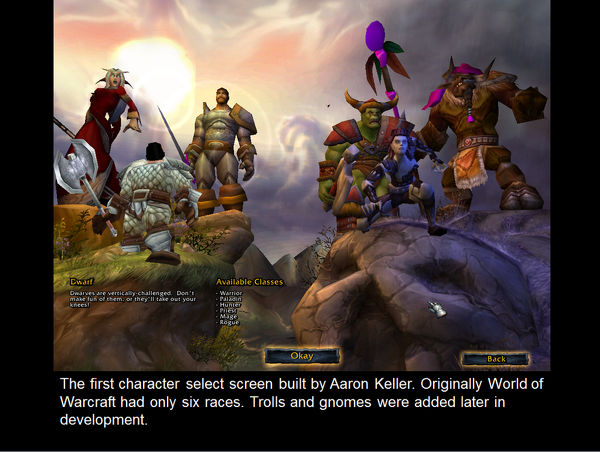 Dwarf
Dwarves are vertically-challenged. Don't
make fun of them, or they'll take out your
knees!
Available Classes
- Warrior
- Paladin
- Hunter
- Priest
- Mage
- Rogue
Okay
Back
The first character select screen built by Aaron Keller. Originally World of
Warcraft had only six races. Trolls and gnomes were added later in
development.